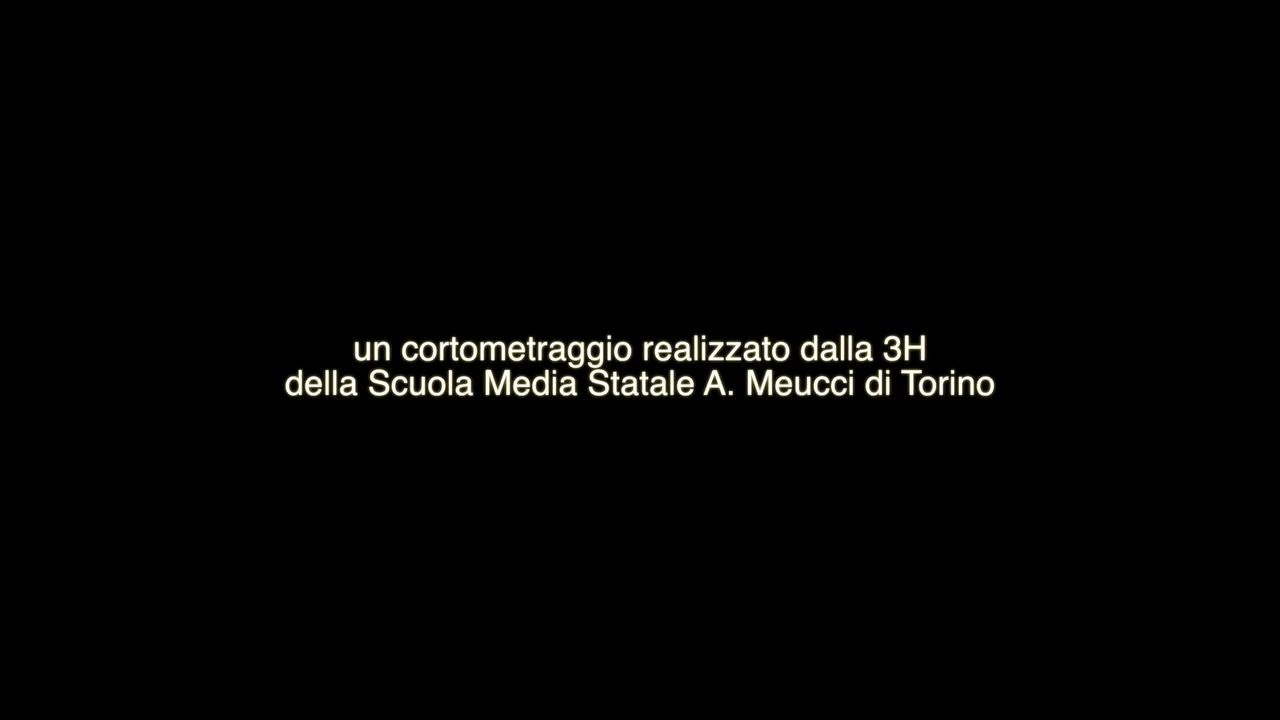 un cortometraggio realizzato dalla 3H
della Scuola Media Statale A. Meucci di Torino